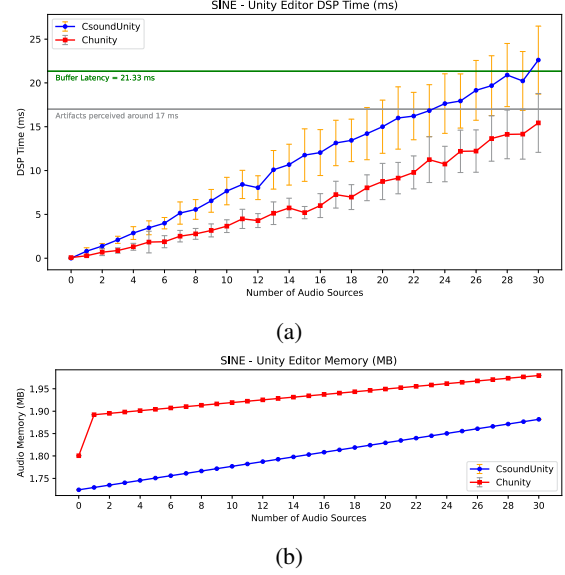 SINE - Unity Editor DSP Time (ms)
CsoundUnity
Chunity
Buffer Latency = 21.33 ms
Artifacts perceived around 17 ms
DSP Time (ms)
25
20
15
10
5
0
0 2 4 6 8 10 12 14 16 18 20 22 24 26 28 30
Number of Audio Sources
(a)
SINE - Unity Editor Memory (MB)
Audio Memory (MB)
1.95
1.90
1.85
1.80
1.75
CsoundUnity
Chunity
0 2 4 6 8 10 12 14 16 18 20 22 24 26 28 30
Number of Audio Sources
(b)